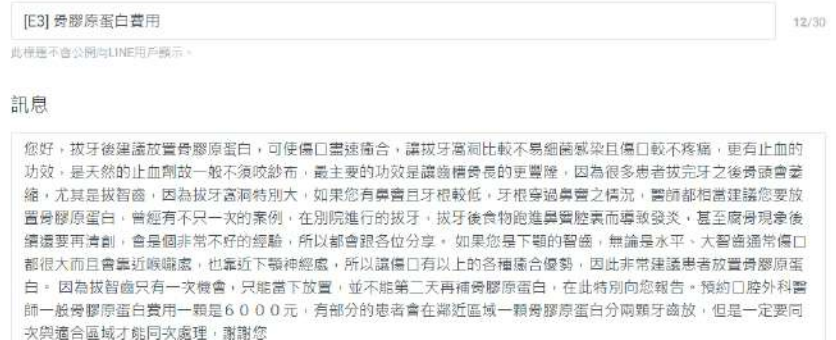 [E3] 骨膠原蛋白費用
12/30
此標題不會公開向LINE用戶顯示。
訊息
您好，拔牙後建議放置骨膠原蛋白，可使傷口盡速癒合，讓拔牙窩洞比較不易細菌感染且傷口較不疼痛，更有止血的
功效，是天然的止血劑故一般不須咬紗布，最主要的功效是讓齒槽骨長的更豐隆，因為很多患者拔完牙之後骨頭會萎
縮，尤其是拔智齒，因為拔牙窩洞特別大，如果您有鼻竇且牙根較低，牙根穿過鼻竇之情況，醫師都相當建議您要放
置骨膠原蛋白，曾經有不只一次的案例，在別院進行的拔牙，拔牙後食物跑進鼻竇腔裏而導致發炎，甚至腐骨現象後
續還要再清創，會是個非常不好的經驗，所以都會跟各位分享。如果您是下顎的智齒，無論是水平、大智齒通常傷口
都很大而且會靠近喉嚨處，也靠近下顎神經處，所以讓傷口有以上的各種癒合優勢，因此非常建議患者放置骨膠原蛋
白。 因為拔智齒只有一次機會，只能當下放置，並不能第二天再補骨膠原蛋白，在此特別向您報告。預約口腔外科醫
師一般骨膠原蛋白費用一顆是６０００元，有部分的患者會在鄰近區域一顆骨膠原蛋白分兩顆牙齒放，但是一定要同
次與適合區域才能同次處理，謝謝您